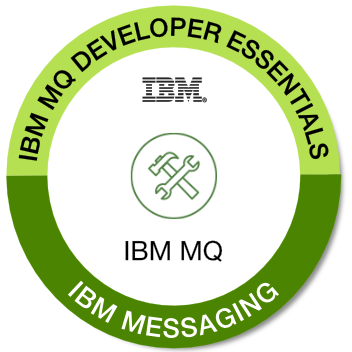 IBM MQ DEVELOPER ESSENTIALS
IBM®
IBM MQ
IBM MESSAGING